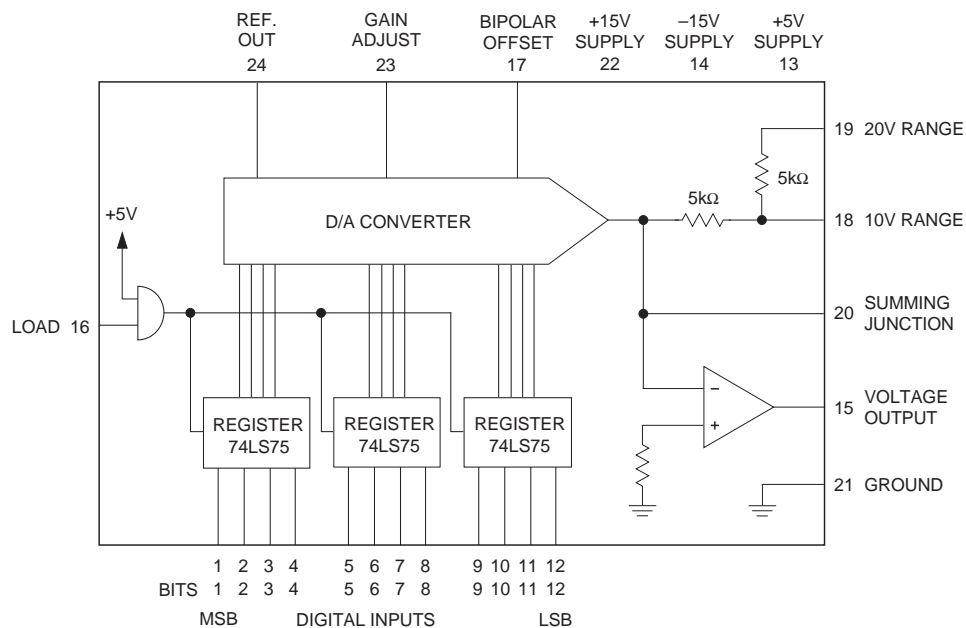 REF. OUT 24
GAIN ADJUST 23
BIPOLAR OFFSET 17
+15V SUPPLY 22
–15V SUPPLY 14
+5V SUPPLY 13
19 20V RANGE
5kΩ
5kΩ
18 10V RANGE
D/A CONVERTER
+5V
LOAD 16
20 SUMMING JUNCTION
REGISTER 74LS75
REGISTER 74LS75
REGISTER 74LS75
–
+
15 VOLTAGE OUTPUT
21 GROUND
1 2 3 4 5 6 7 8 9 10 11 12
BITS 1 2 3 4 5 6 7 8 9 10 11 12
MSB DIGITAL INPUTS LSB